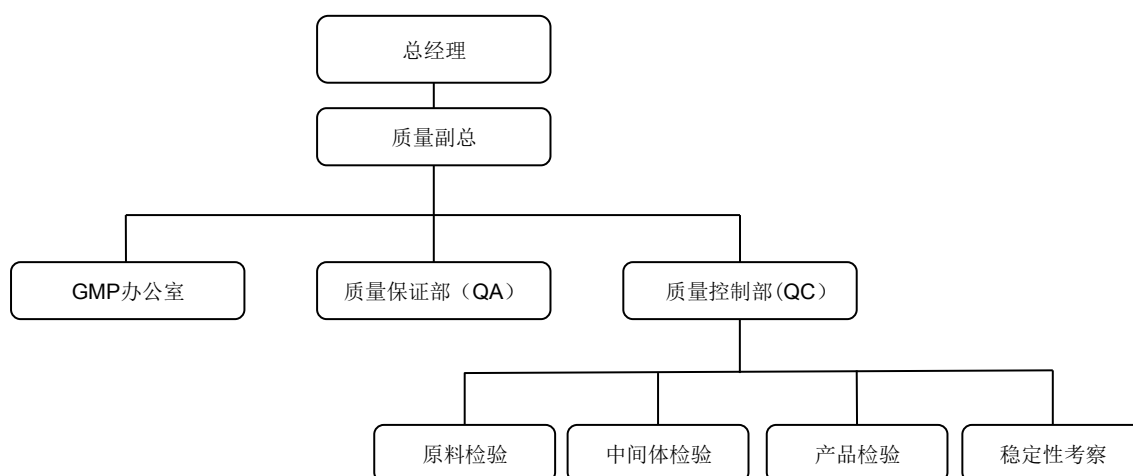 总经理
质量副总
GMP办公室
质量保证部（QA）
质量控制部(QC）
原料检验
中间体检验
产品检验
稳定性考察